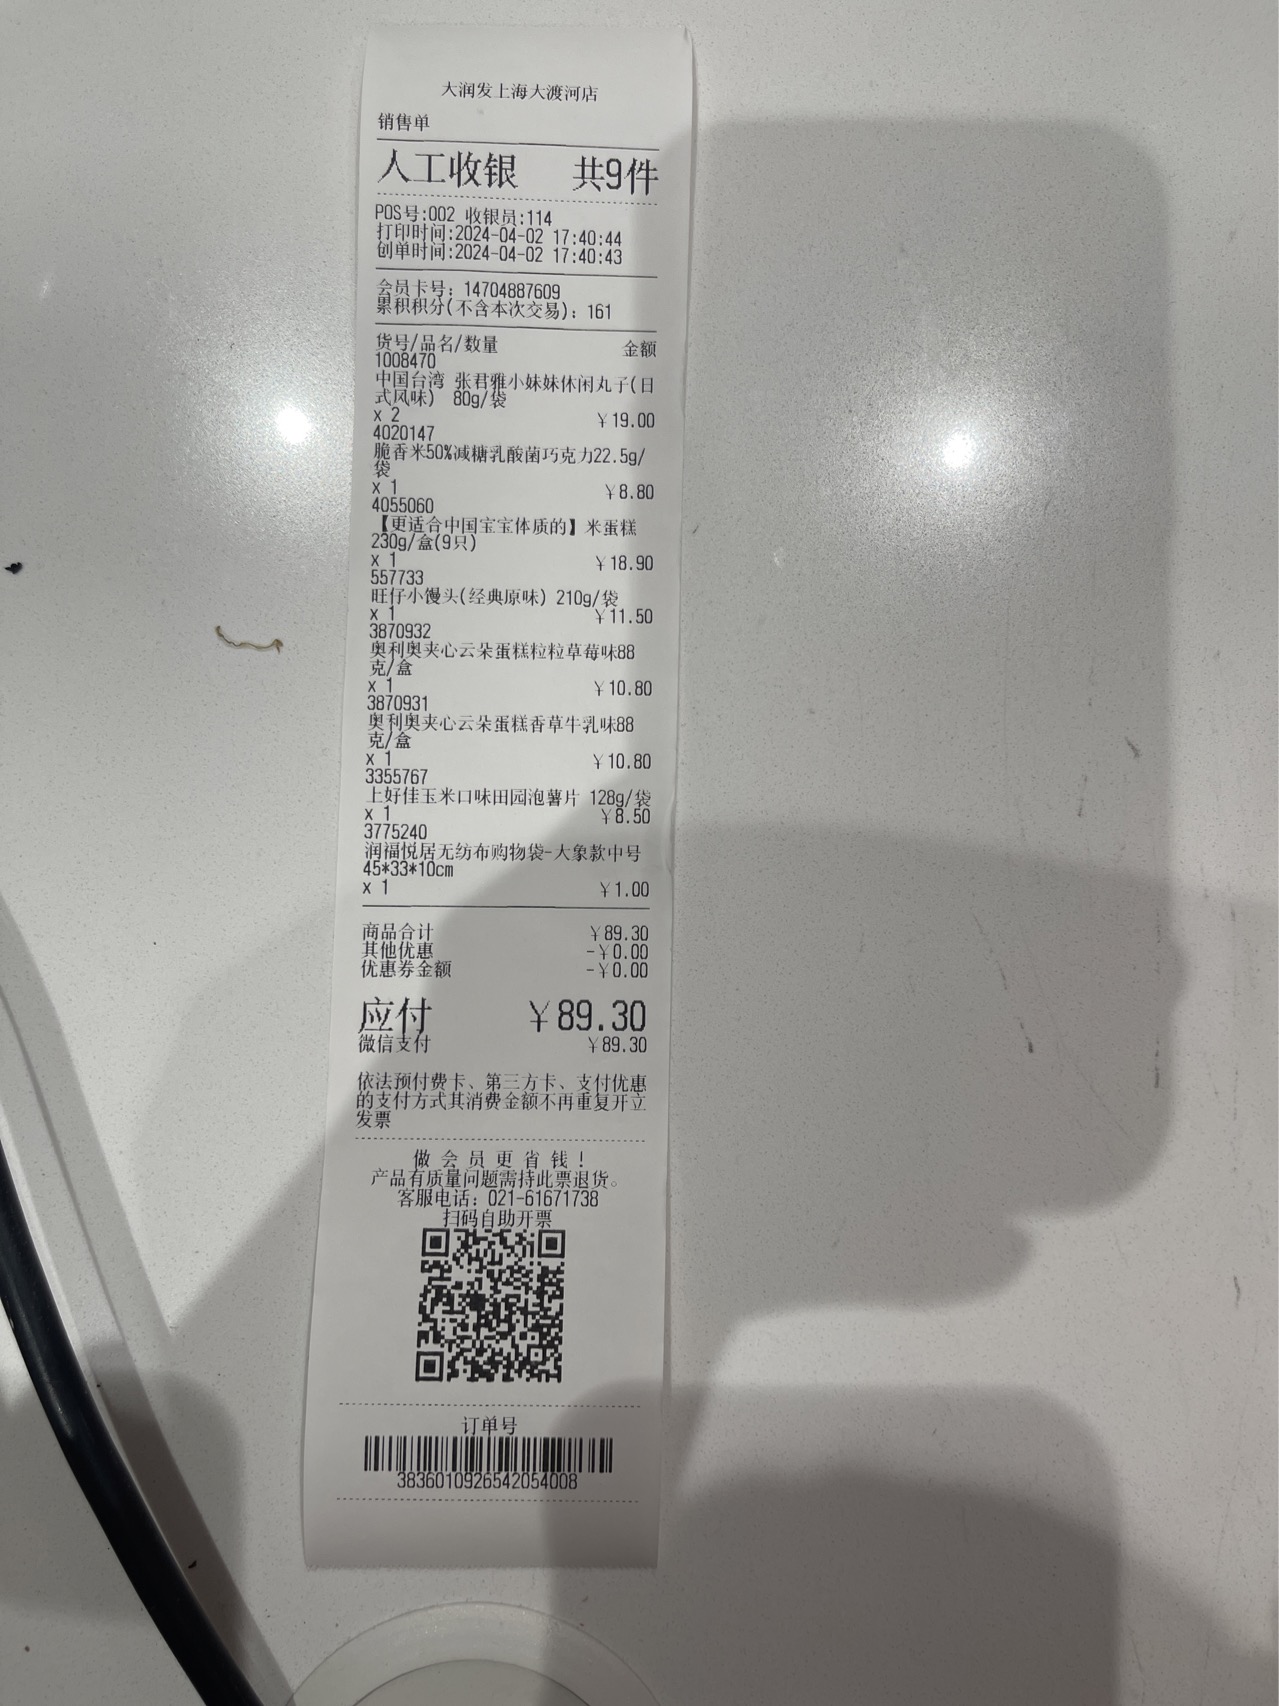 大润发上海大渡河店
销售单
人工收银 共9件
POS号:002 收银员:114
打印时间:2024-04-02 17:40:44
创单时间:2024-04-02 17:40:43
会员卡号: 14704887609
累积积分(不含本次交易): 161
货号/品名/数量 金额
1008470
中国台湾 张君雅小妹妹休闲丸子(日
式风味) 80g/袋
x 2 ¥19.00
4020147
脆香米50%减糖乳酸菌巧克力22.5g/
袋
x 1 ¥8.80
4055060
【更适合中国宝宝体质的】米蛋糕
230g/盒(9只)
x 1 ¥18.90
557733
旺仔小馒头(经典原味) 210g/袋
x 1 ¥11.50
3870932
奥利奥夹心云朵蛋糕粒粒草莓味88
克/盒
x 1 ¥10.80
3870931
奥利奥夹心云朵蛋糕香草牛乳味88
克/盒
x 1 ¥10.80
3355767
上好佳玉米口味田园泡薯片 128g/袋
x 1 ¥8.50
3775240
润福悦居无纺布购物袋-大象款中号
45*33*10cm
x 1 ¥1.00
商品合计 ¥89.30
其他优惠 -¥0.00
优惠券金额 -¥0.00
应付 ¥89.30
微信支付 ¥89.30
依法预付费卡、第三方卡、支付优惠
的支付方式其消费金额不再重复开立
发票
做会员更省钱!
产品有质量问题需持此票退货。
客服电话: 021-61671738
扫码自助开票
订单号
3836010926542054008